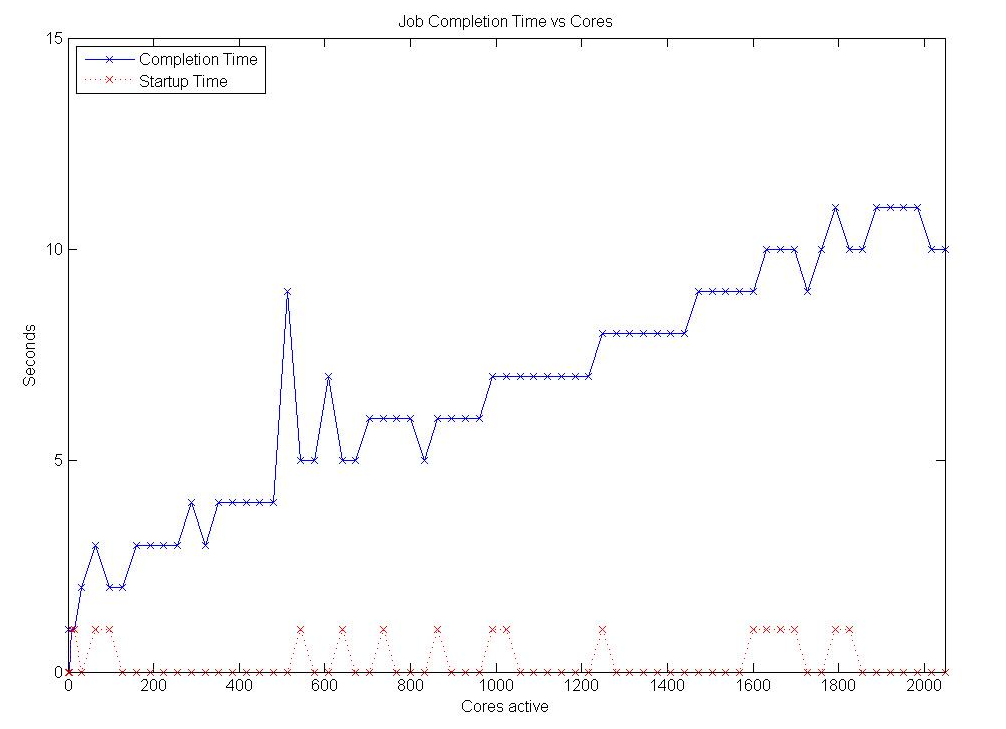 Job Completion Time vs Cores
15
Completion Time
Startup Time
10
Seconds
5
0
0 200 400 600 800 1000 1200 1400 1600 1800 2000
Cores active